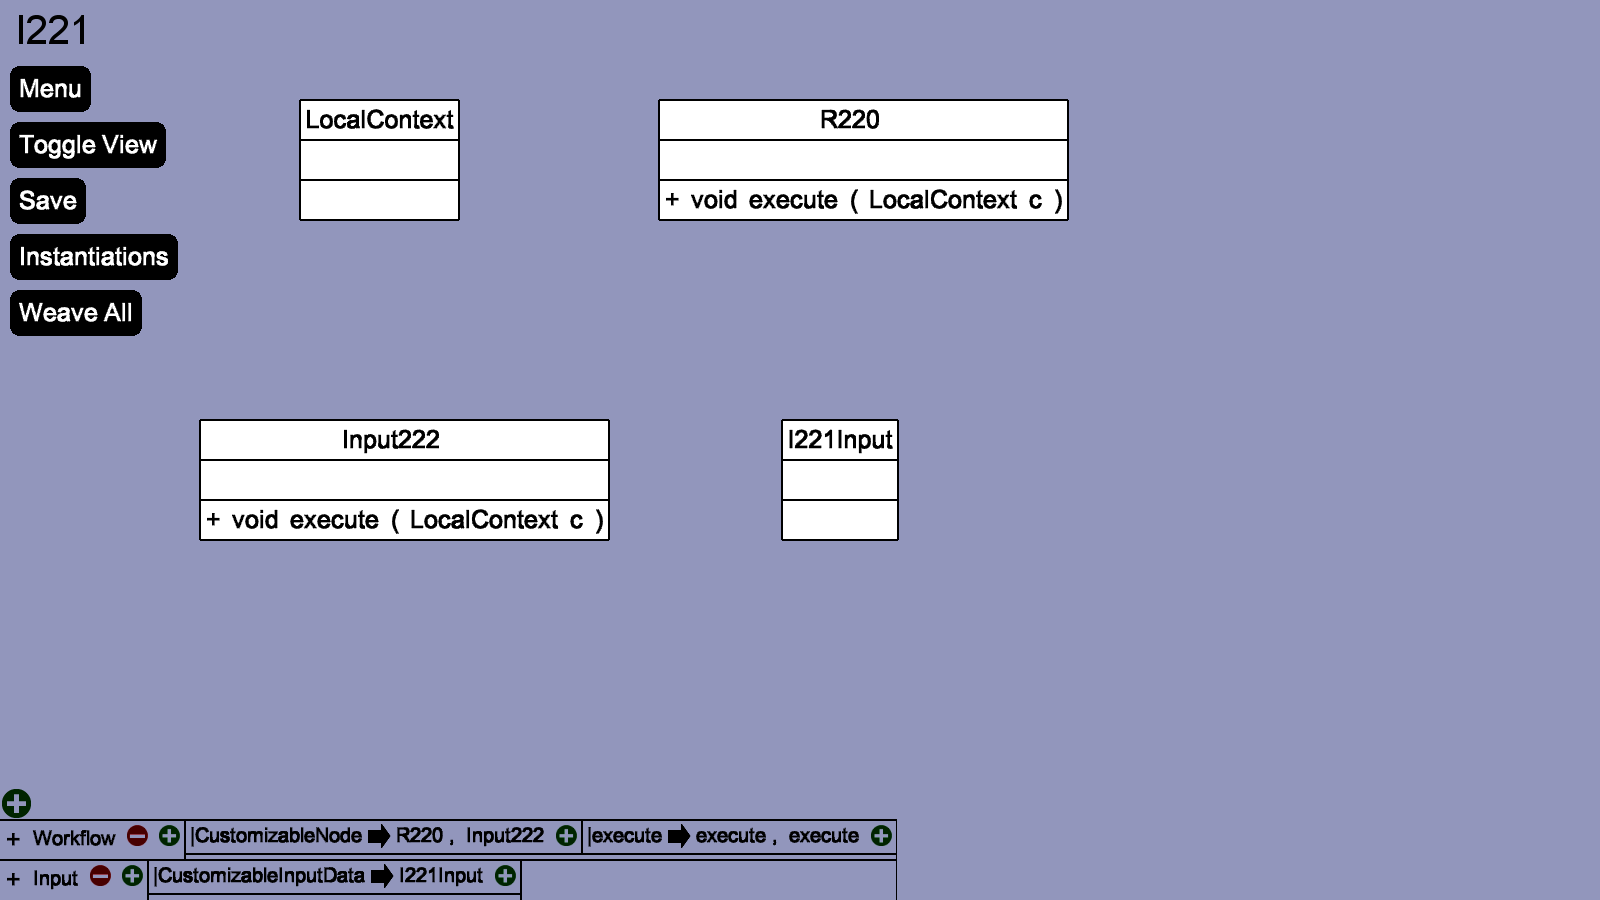 I221
Menu
Toggle View
Save
Instantiations
Weave All
LocalContext
R220
+ void execute ( LocalContext c )
Input222
+ void execute ( LocalContext c )
I221Input
+ Workflow |CustomizableNode R220 , Input222 |execute execute , execute
+ Input |CustomizableInputData I221Input